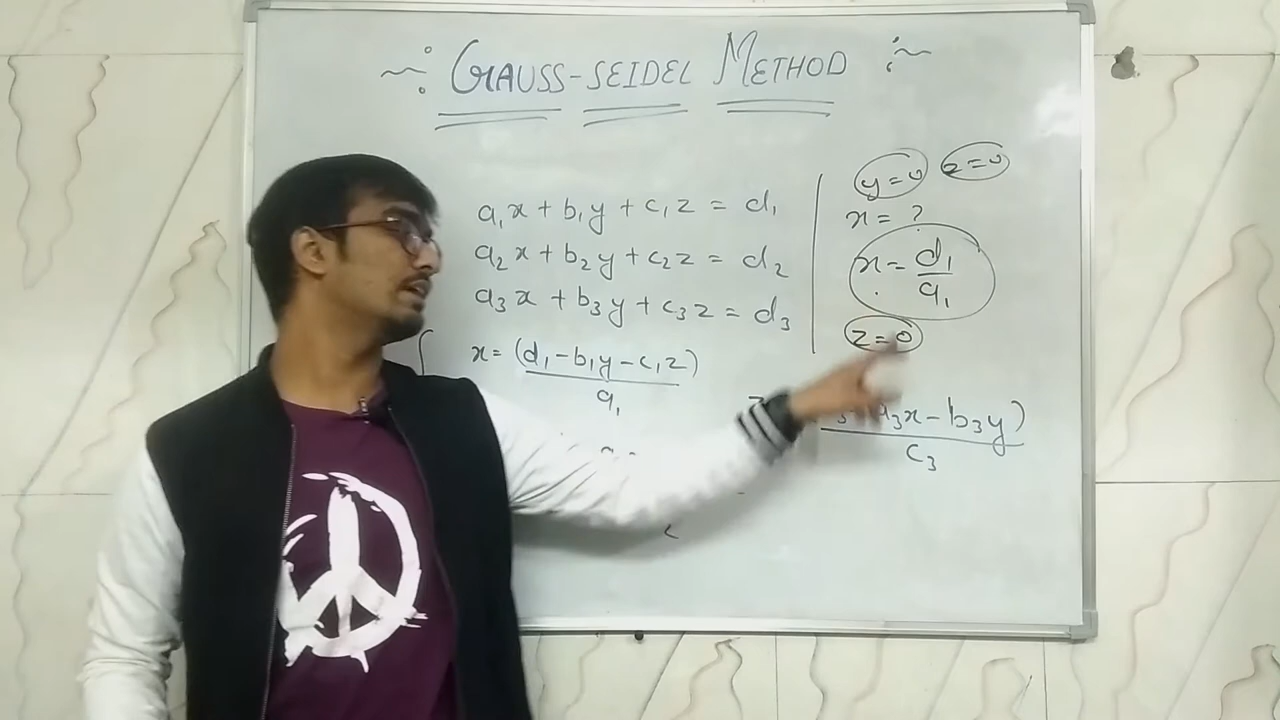 GAUSS-SEIDEL METHOD
a₁x + b₁y + c₁z = d₁
a₂x + b₂y + c₂z = d₂
a₃x + b₃y + c₃z = d₃
x = (d₁ - b₁y - c₁z)
a₁
y = 0 z = 0
x = ?
x = d₁
a₁
z = 0
a₃x - b₃y)
c₃